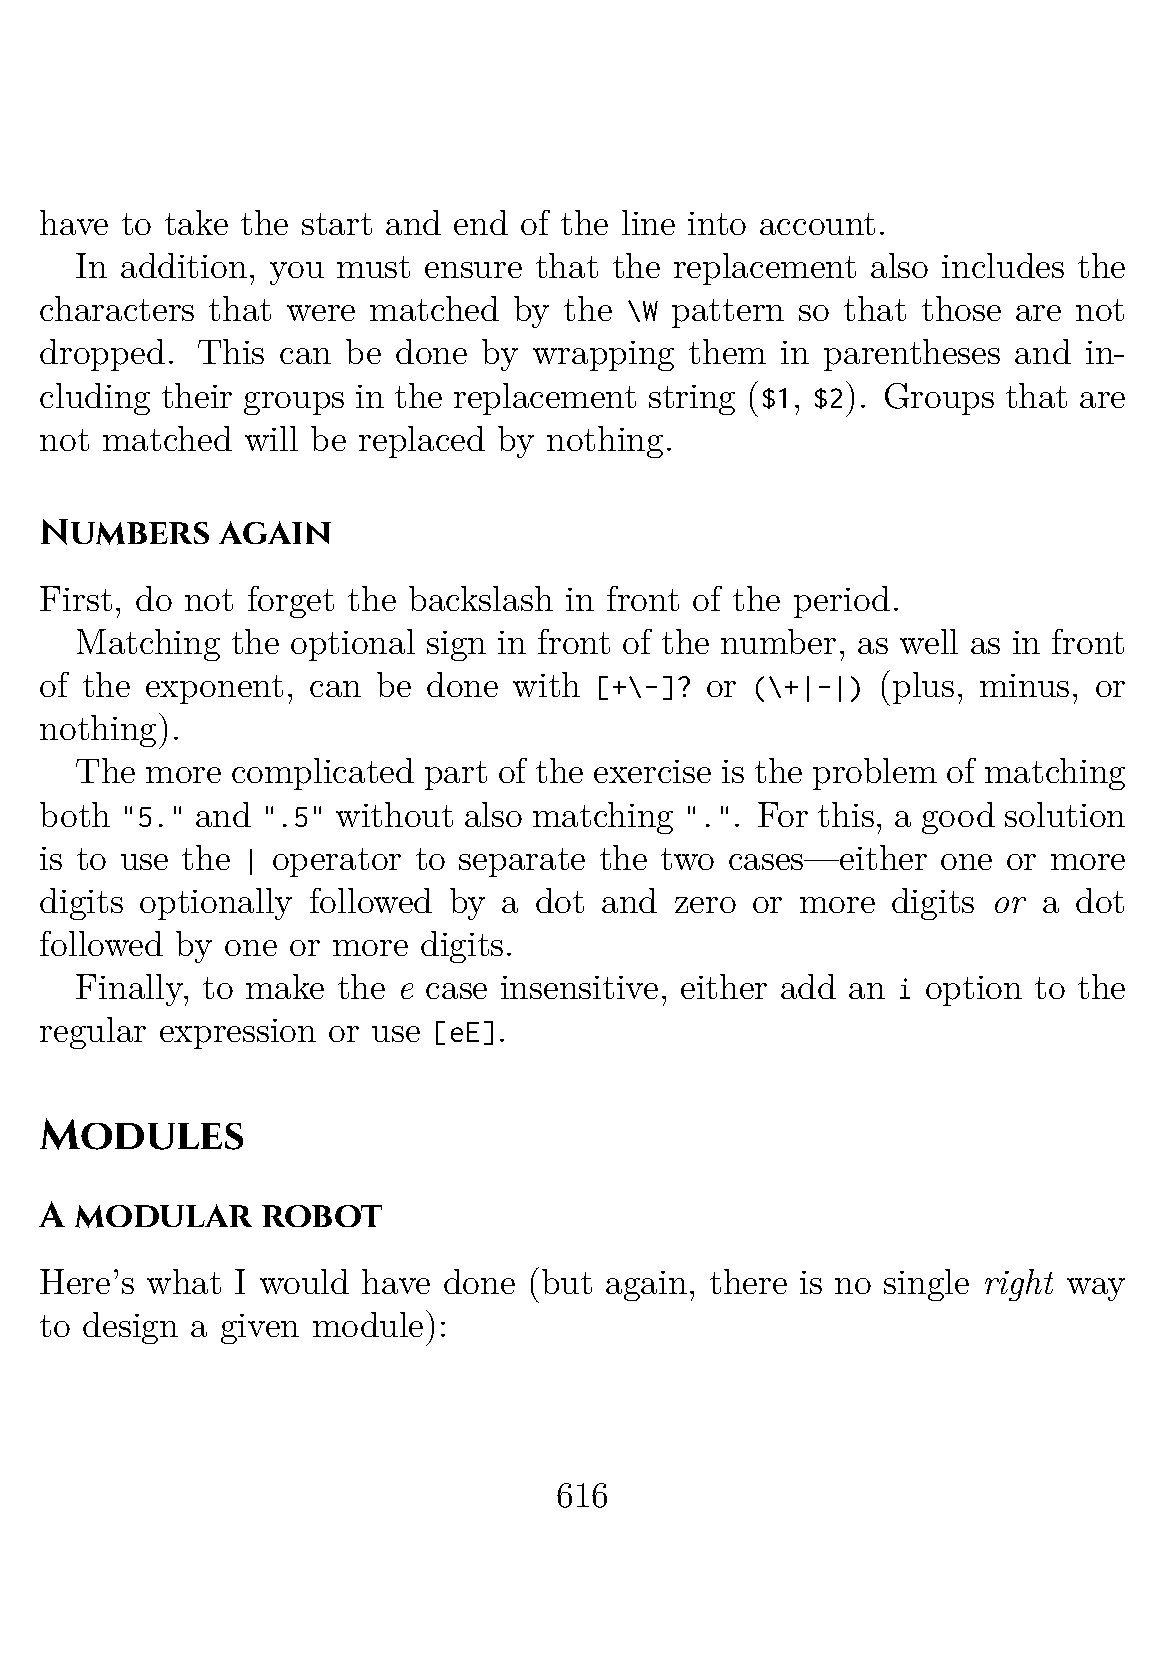 have to take the start and end of the line into account.
In addition, you must ensure that the replacement also includes the
characters that were matched by the \W pattern so that those are not
dropped. This can be done by wrapping them in parentheses and in-
cluding their groups in the replacement string ($1, $2). Groups that are
not matched will be replaced by nothing.
Numbers again
First, do not forget the backslash in front of the period.
Matching the optional sign in front of the number, as well as in front
of the exponent, can be done with [+\-]? or (\+|-|) (plus, minus, or
nothing).
The more complicated part of the exercise is the problem of matching
both "5." and ".5" without also matching ".". For this, a good solution
is to use the | operator to separate the two cases—either one or more
digits optionally followed by a dot and zero or more digits or a dot
followed by one or more digits.
Finally, to make the e case insensitive, either add an i option to the
regular expression or use [eE].
Modules
A modular robot
Here's what I would have done (but again, there is no single right way
to design a given module):
616